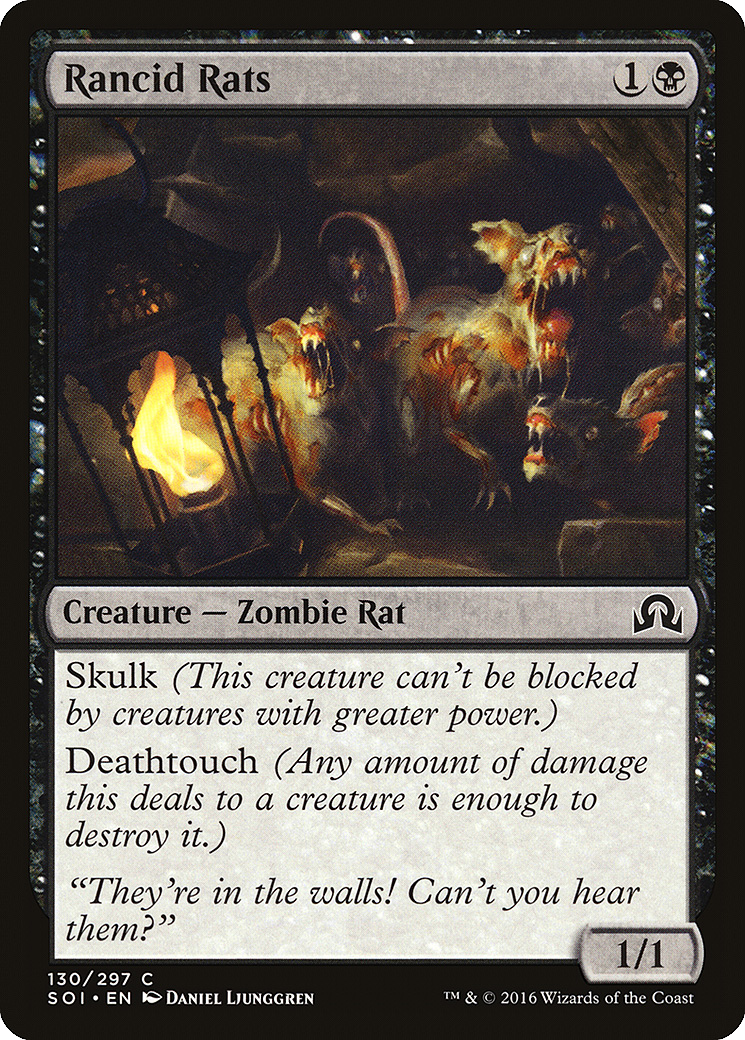 Rancid Rats 1
Creature — Zombie Rat
Skulk (This creature can't be blocked
by creatures with greater power.)
Deathtouch (Any amount of damage
this deals to a creature is enough to
destroy it.)
"They're in the walls! Can't you hear
them?"
1/1
130/297 C
SOI • EN Daniel Ljunggren ™ & © 2016 Wizards of the Coast